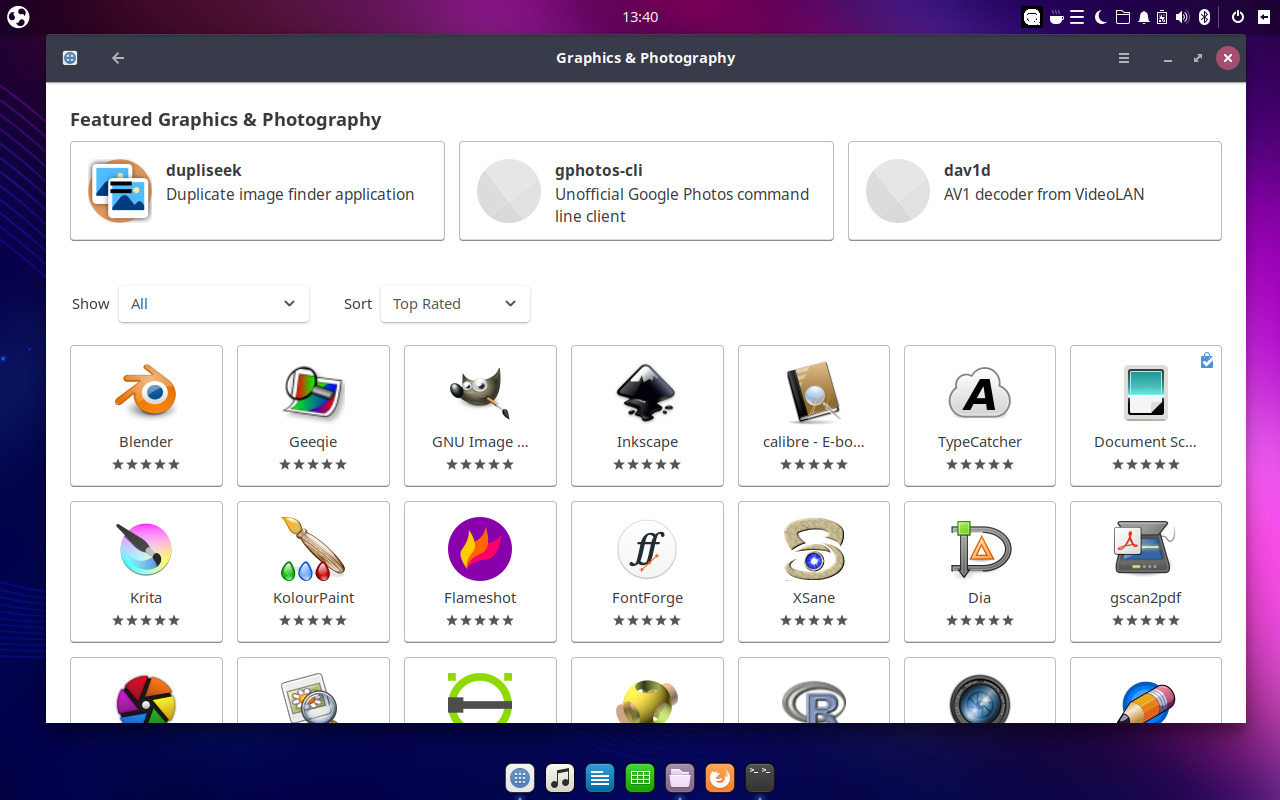 13:40
Graphics & Photography
Featured Graphics & Photography
dupliseek
Duplicate image finder application
gphotos-cli
Unofficial Google Photos command
line client
dav1d
AV1 decoder from VideoLAN
Show All Sort Top Rated
Blender Geeqie GNU Image ... Inkscape calibre - E-bo... TypeCatcher Document Sc...
Krita KolourPaint Flameshot FontForge XSane Dia gscan2pdf